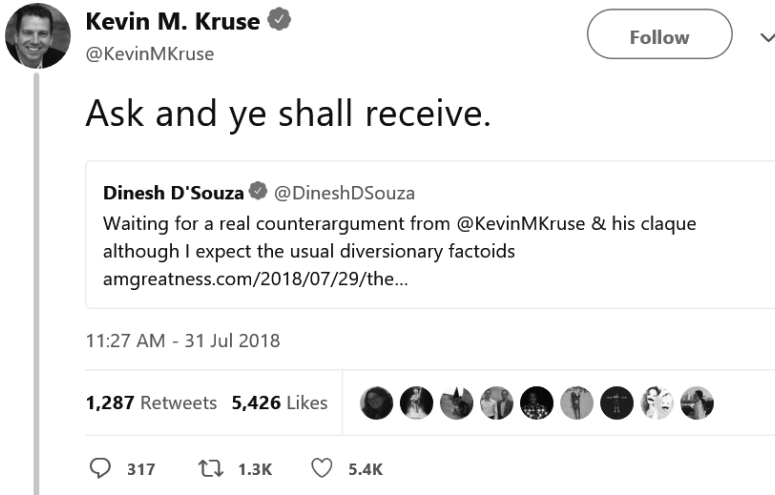 Kevin M. Kruse
@KevinMKruse
Follow
Ask and ye shall receive.
Dinesh D'Souza @DineshDSouza
Waiting for a real counterargument from @KevinMKruse & his claque
although I expect the usual diversionary factoids
amgreatness.com/2018/07/29/the...
11:27 AM - 31 Jul 2018
1,287 Retweets 5,426 Likes
317 1.3K 5.4K